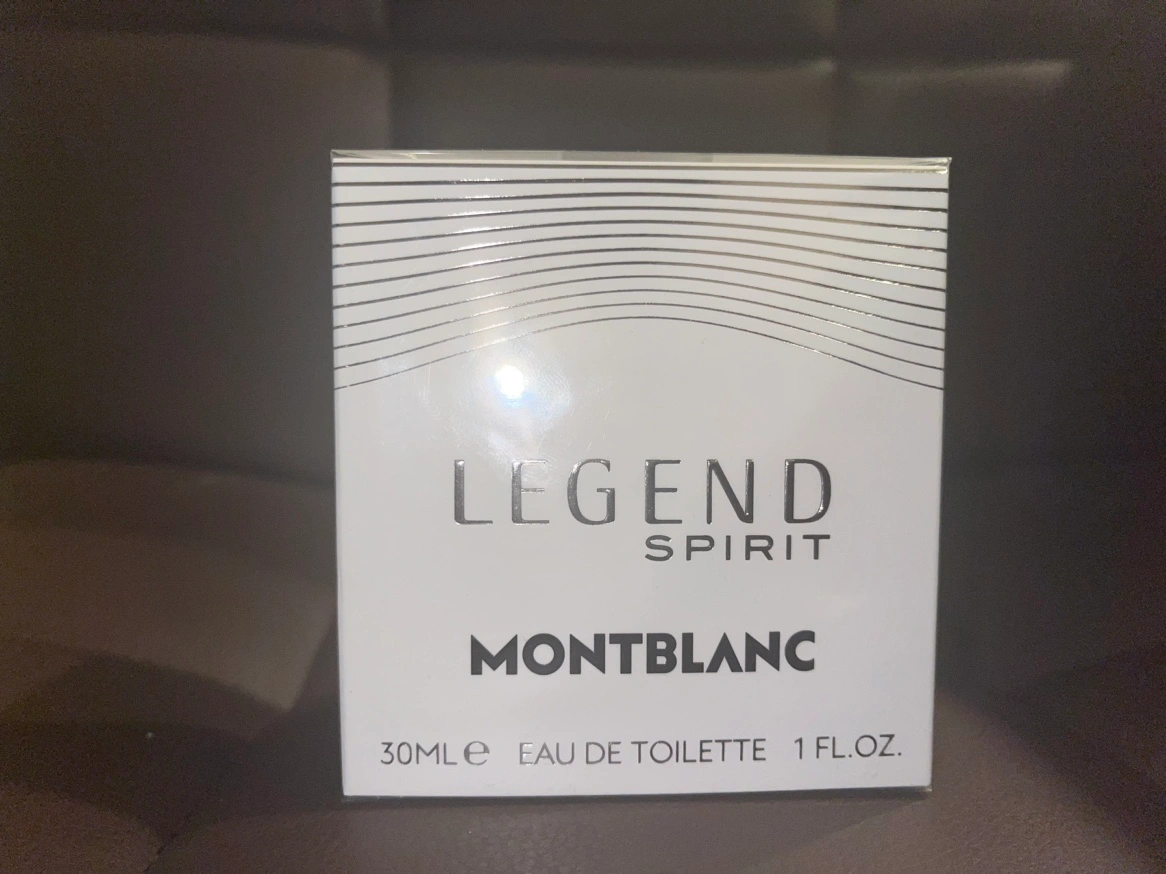 LEGEND
SPIRIT
MONTBLANC
30ML℮ EAU DE TOILETTE 1 FL.OZ.